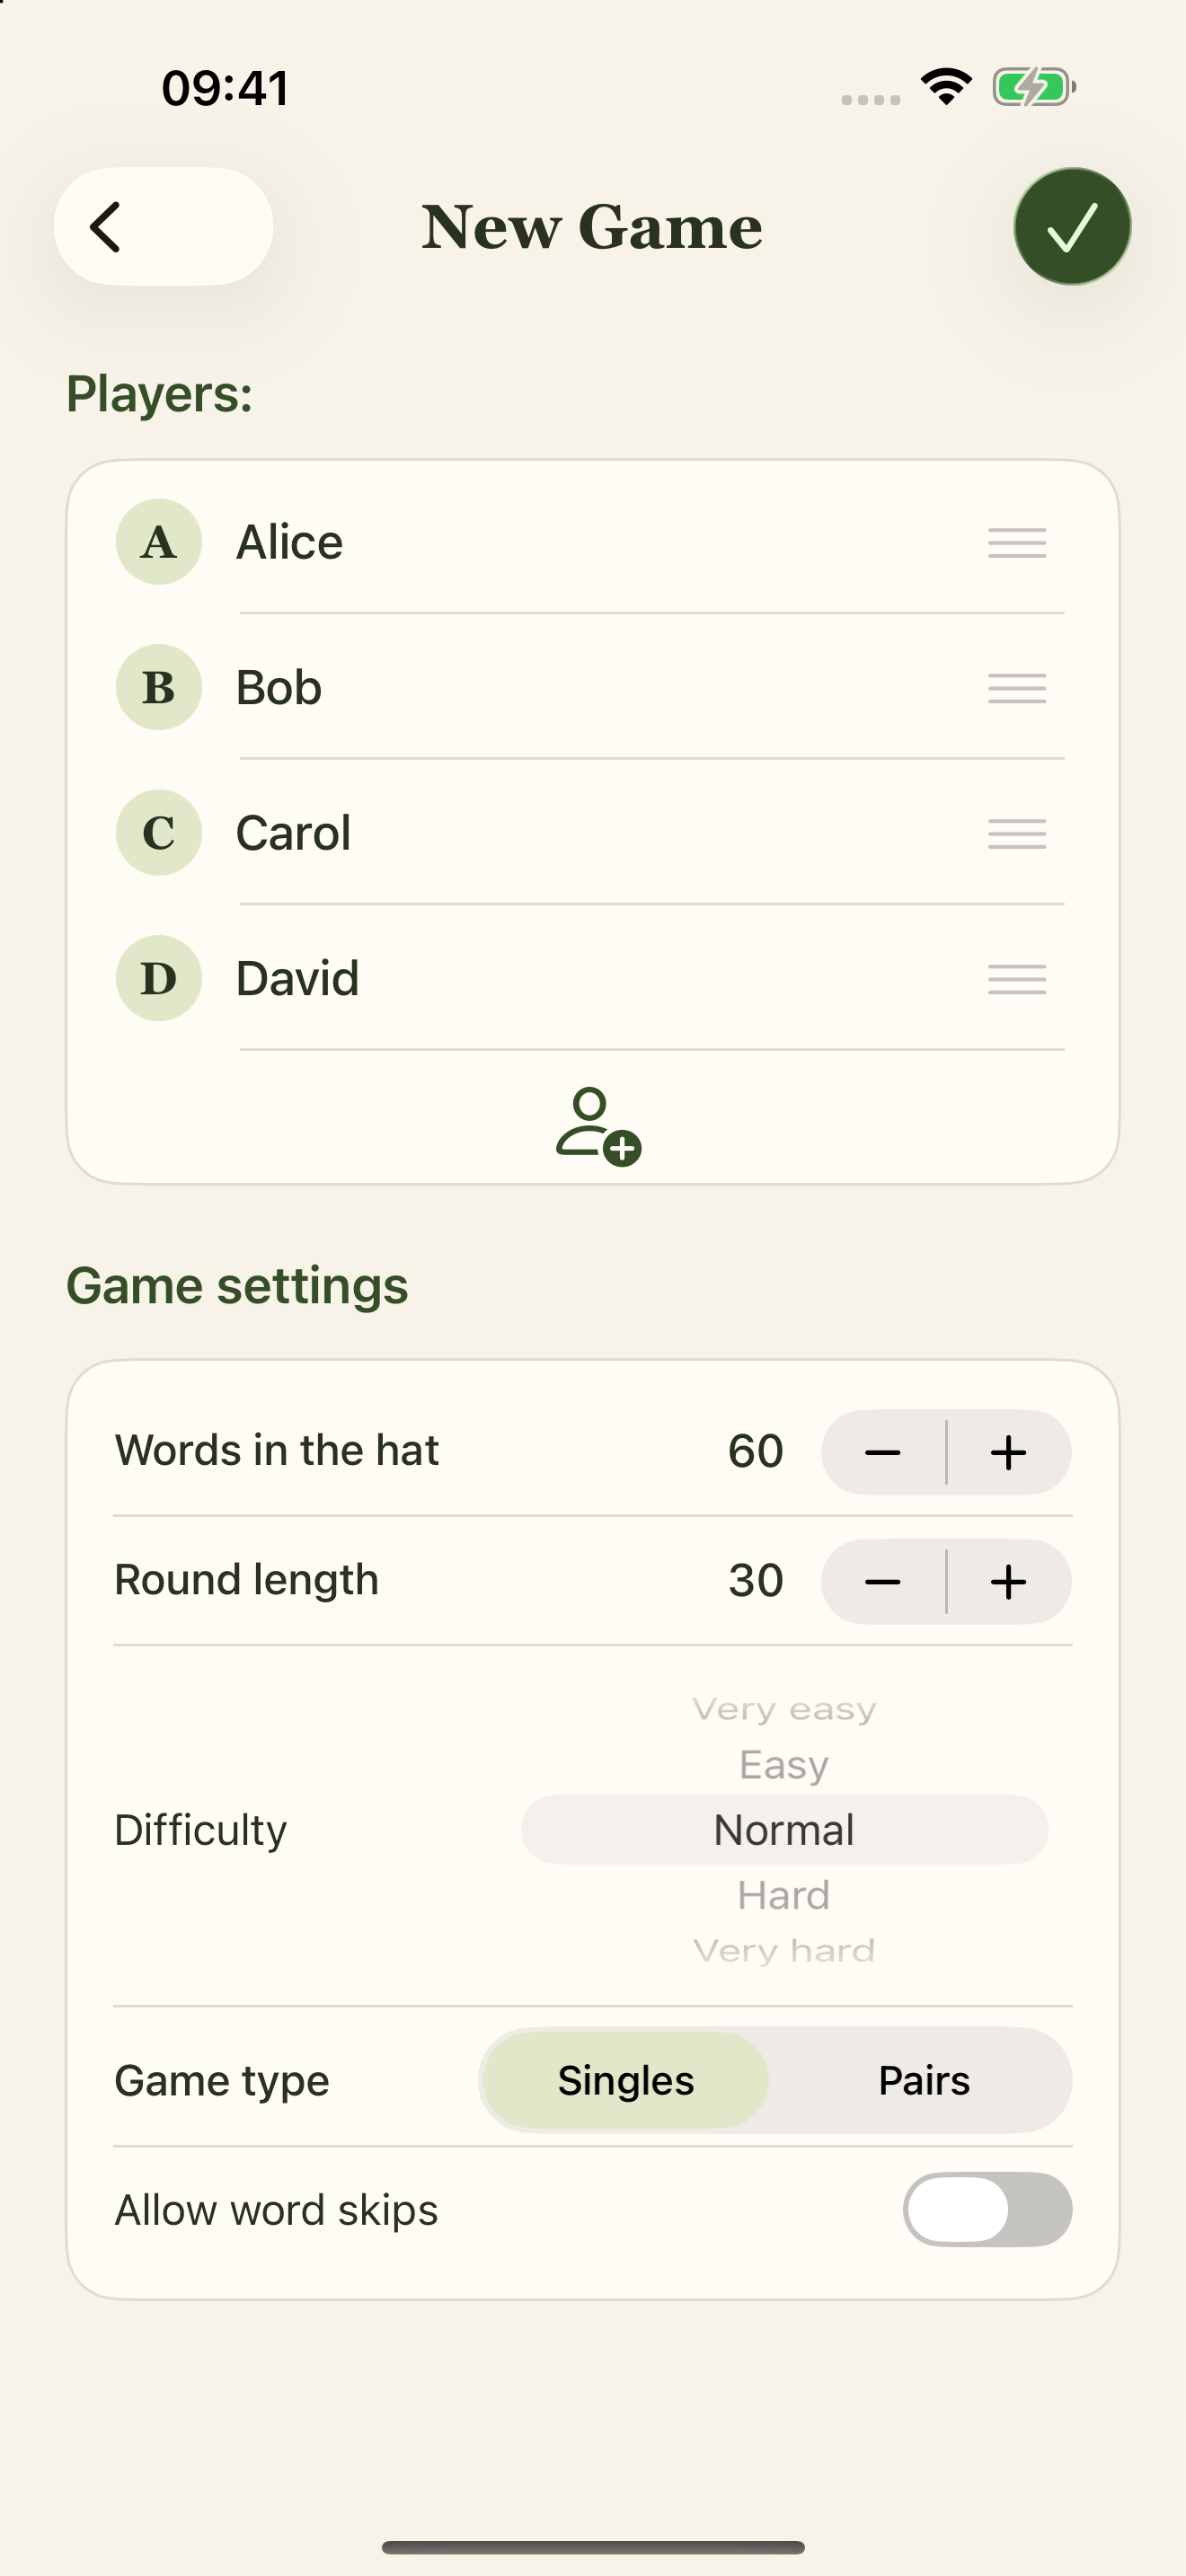 09:41
New Game
Players:
A Alice
B Bob
C Carol
D David
Game settings
Words in the hat 60
Round length 30
Very easy
Easy
Difficulty Normal
Hard
Very hard
Game type Singles Pairs
Allow word skips